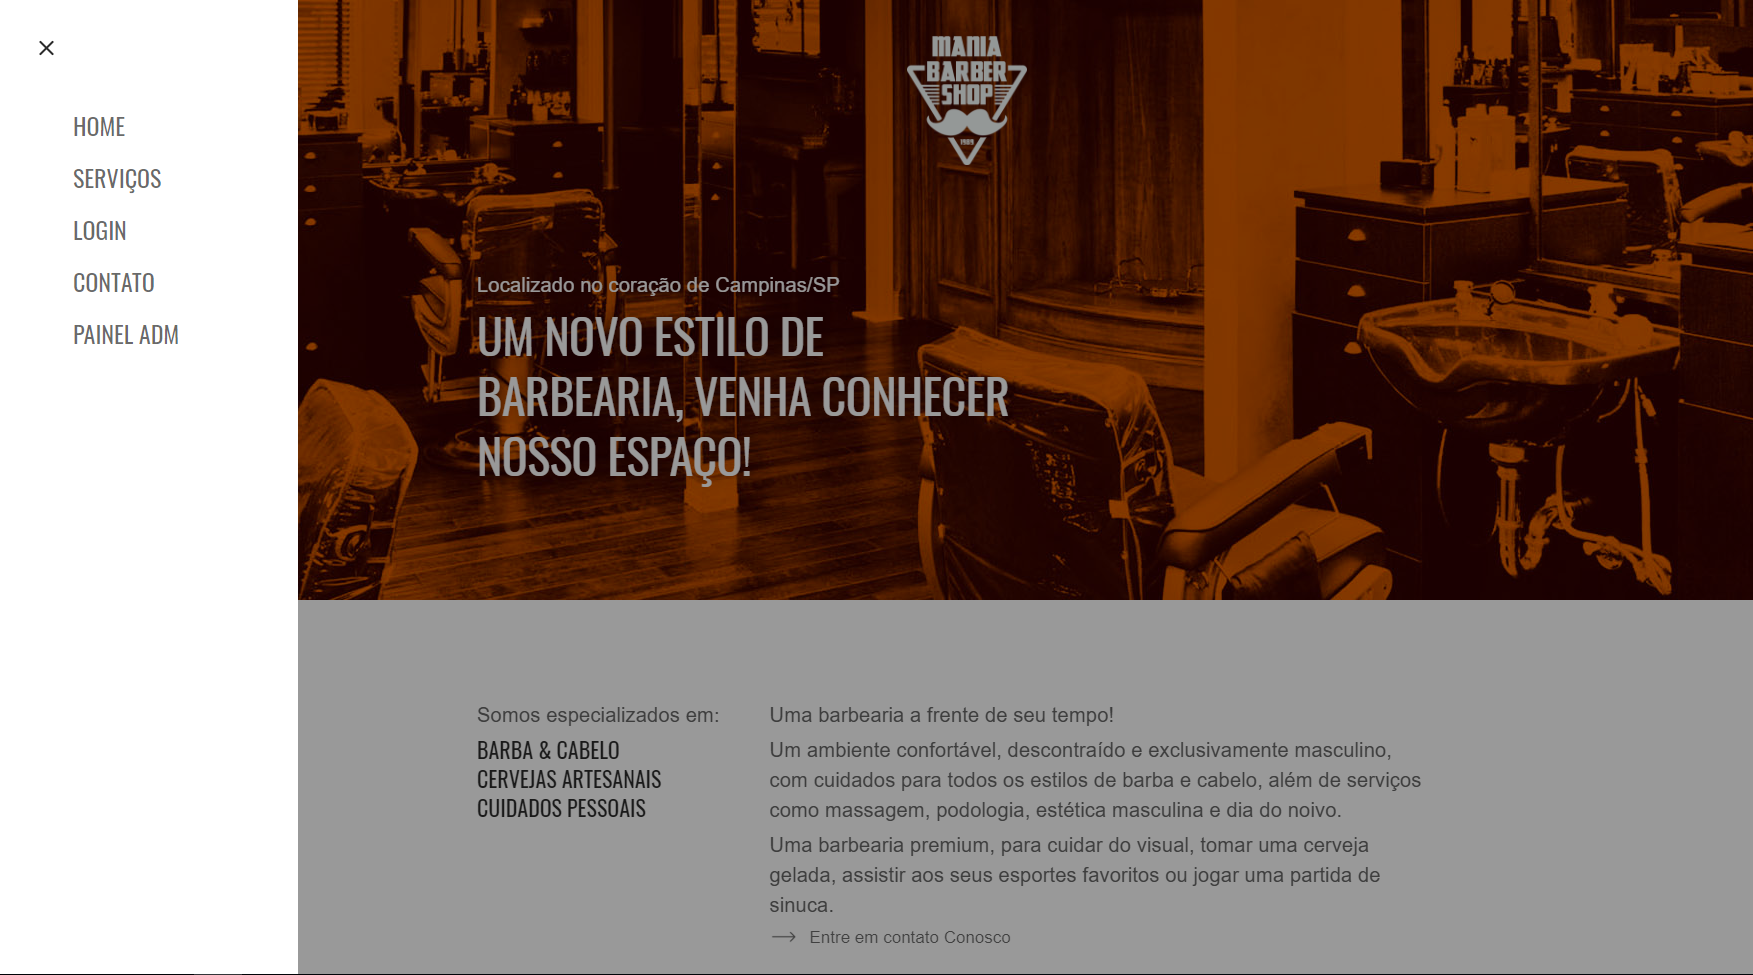 HOME
SERVIÇOS
LOGIN
CONTATO
PAINEL ADM
MANIA
BARBER
SHOP
1989
Localizado no coração de Campinas/SP
UM NOVO ESTILO DE
BARBEARIA, VENHA CONHECER
NOSSO ESPAÇO!
Somos especializados em:
BARBA & CABELO
CERVEJAS ARTESANAIS
CUIDADOS PESSOAIS
Uma barbearia a frente de seu tempo!
Um ambiente confortável, descontraído e exclusivamente masculino,
com cuidados para todos os estilos de barba e cabelo, além de serviços
como massagem, podologia, estética masculina e dia do noivo.
Uma barbearia premium, para cuidar do visual, tomar uma cerveja
gelada, assistir aos seus esportes favoritos ou jogar uma partida de
sinuca.
Entre em contato Conosco